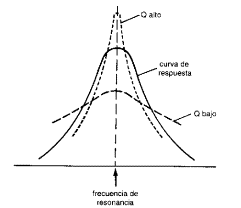 Q alto
curva de
respuesta
Q bajo
frecuencia de
resonancia